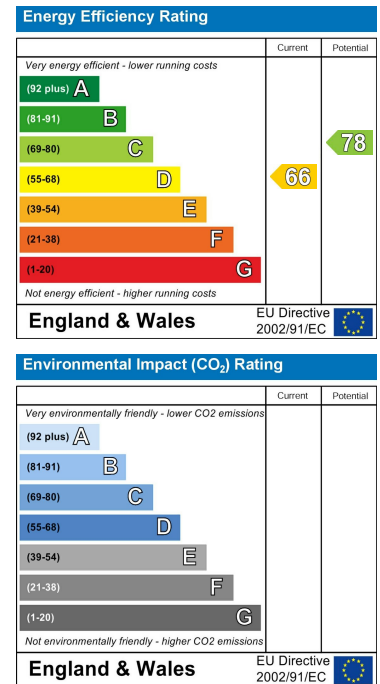 Energy Efficiency Rating
Current Potential
Very energy efficient - lower running costs
(92 plus) A
(81-91) B
(69-80) C
78
(55-68) D
66
(39-54) E
(21-38) F
(1-20) G
Not energy efficient - higher running costs
England & Wales
EU Directive
2002/91/EC
Environmental Impact (CO₂) Rating
Current Potential
Very environmentally friendly - lower CO2 emissions
(92 plus) A
(81-91) B
(69-80) C
(55-68) D
(39-54) E
(21-38) F
(1-20) G
Not environmentally friendly - higher CO2 emissions
England & Wales
EU Directive
2002/91/EC